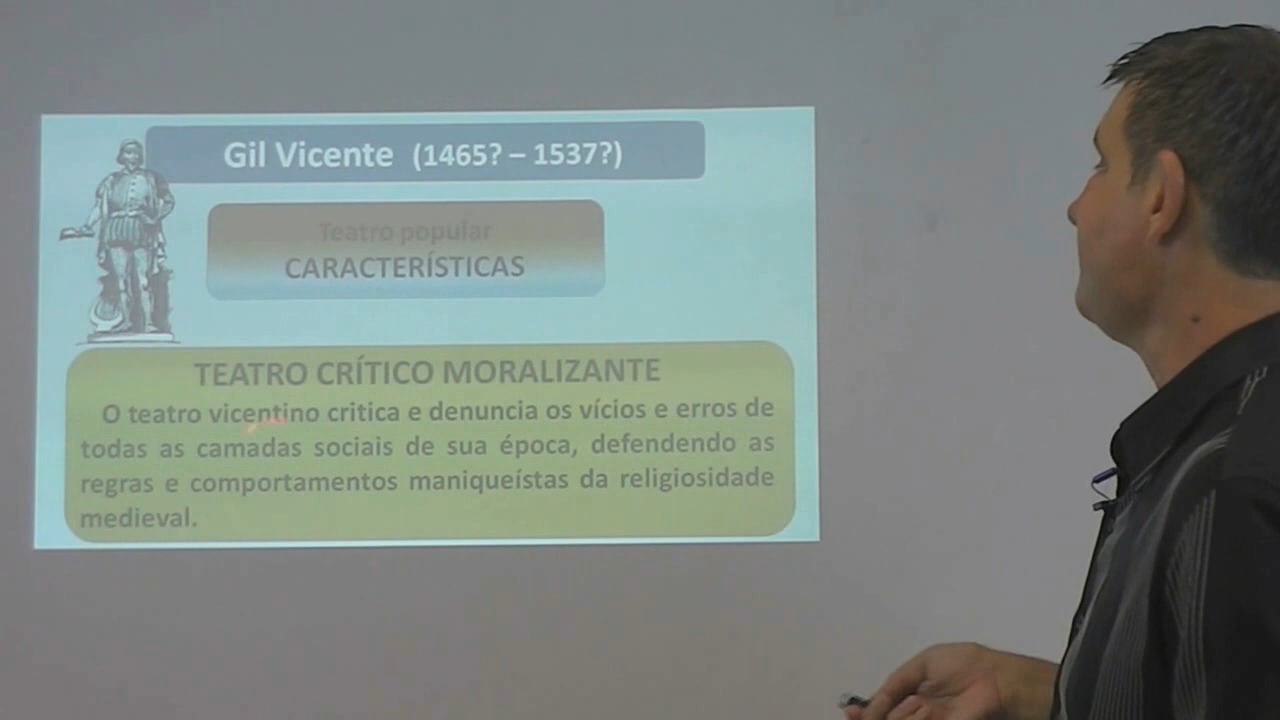 Gil Vicente (1465? – 1537?)
Teatro popular
CARACTERÍSTICAS
TEATRO CRÍTICO MORALIZANTE
O teatro vicentino critica e denuncia os vícios e erros de
todas as camadas sociais de sua época, defendendo as
regras e comportamentos maniqueístas da religiosidade
medieval.